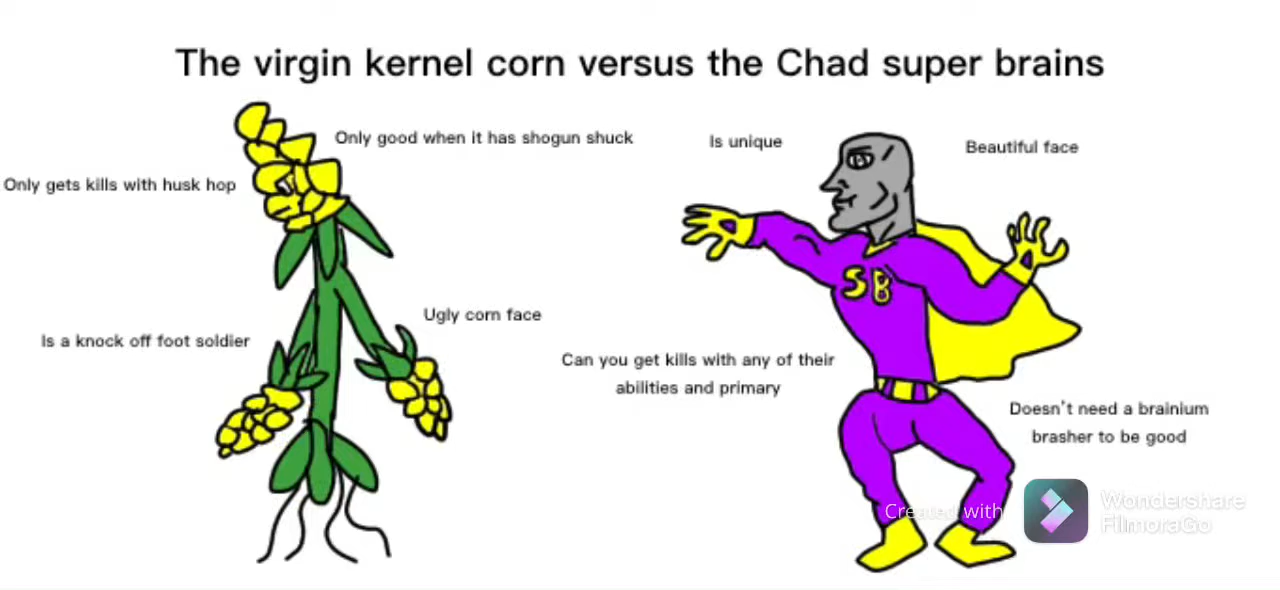 The virgin kernel corn versus the Chad super brains
Only good when it has shogun shuck
Only gets kills with husk hop
Ugly corn face
Is a knock off foot soldier
Is unique
Beautiful face
SB
Can you get kills with any of their
abilities and primary
Doesn't need a brainium
brasher to be good
Created with
Wondershare
FilmoraGo